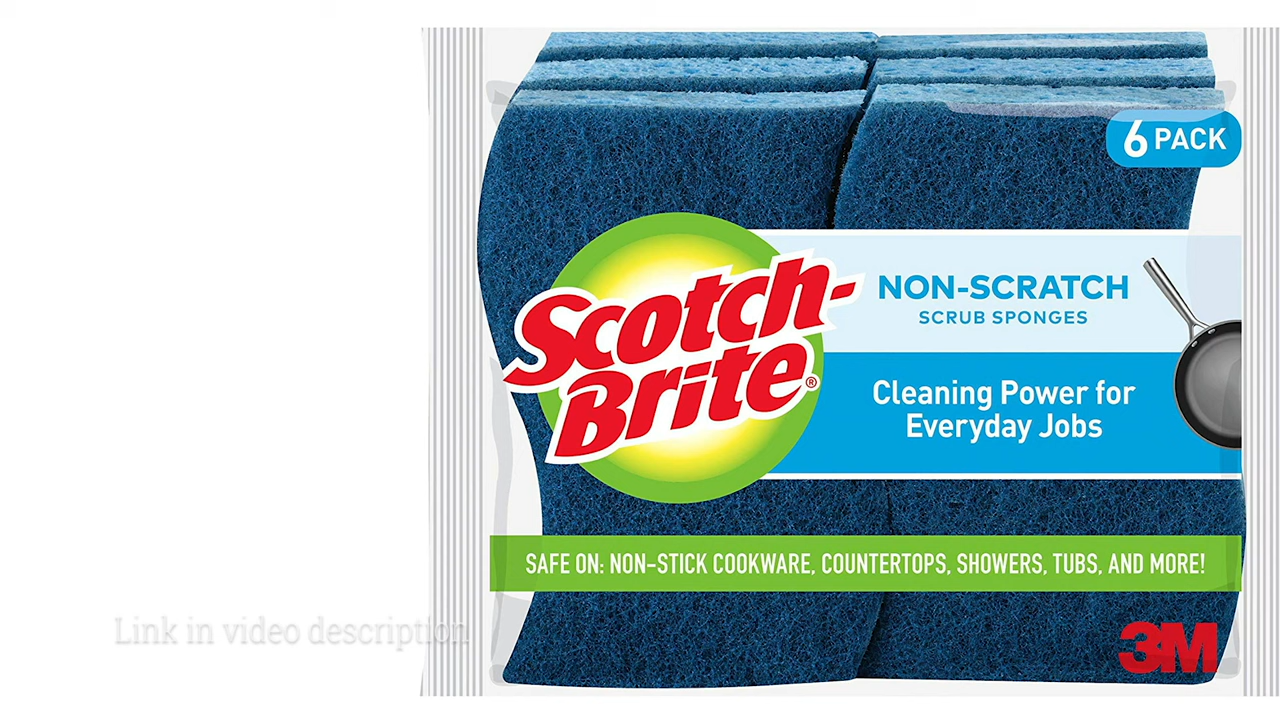 6 PACK
Scotch-
Brite®
NON-SCRATCH
SCRUB SPONGES
Cleaning Power for
Everyday Jobs
SAFE ON: NON-STICK COOKWARE, COUNTERTOPS, SHOWERS, TUBS, AND MORE!
Link in video description
3M